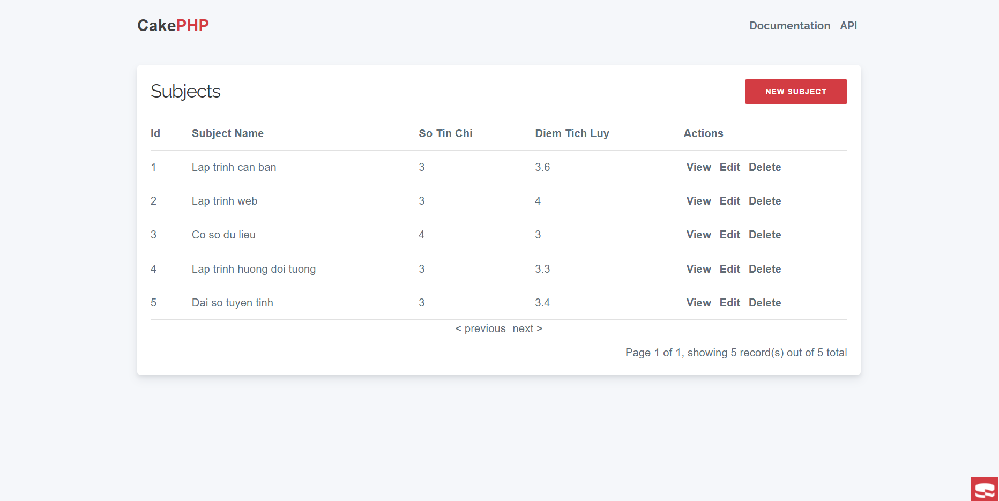 CakePHP Documentation API
Subjects NEW SUBJECT
Id Subject Name So Tin Chi Diem Tich Luy Actions
1 Lap trinh can ban 3 3.6 View Edit Delete
2 Lap trinh web 3 4 View Edit Delete
3 Co so du lieu 4 3 View Edit Delete
4 Lap trinh huong doi tuong 3 3.3 View Edit Delete
5 Dai so tuyen tinh 3 3.4 View Edit Delete
< previous next >
Page 1 of 1, showing 5 record(s) out of 5 total